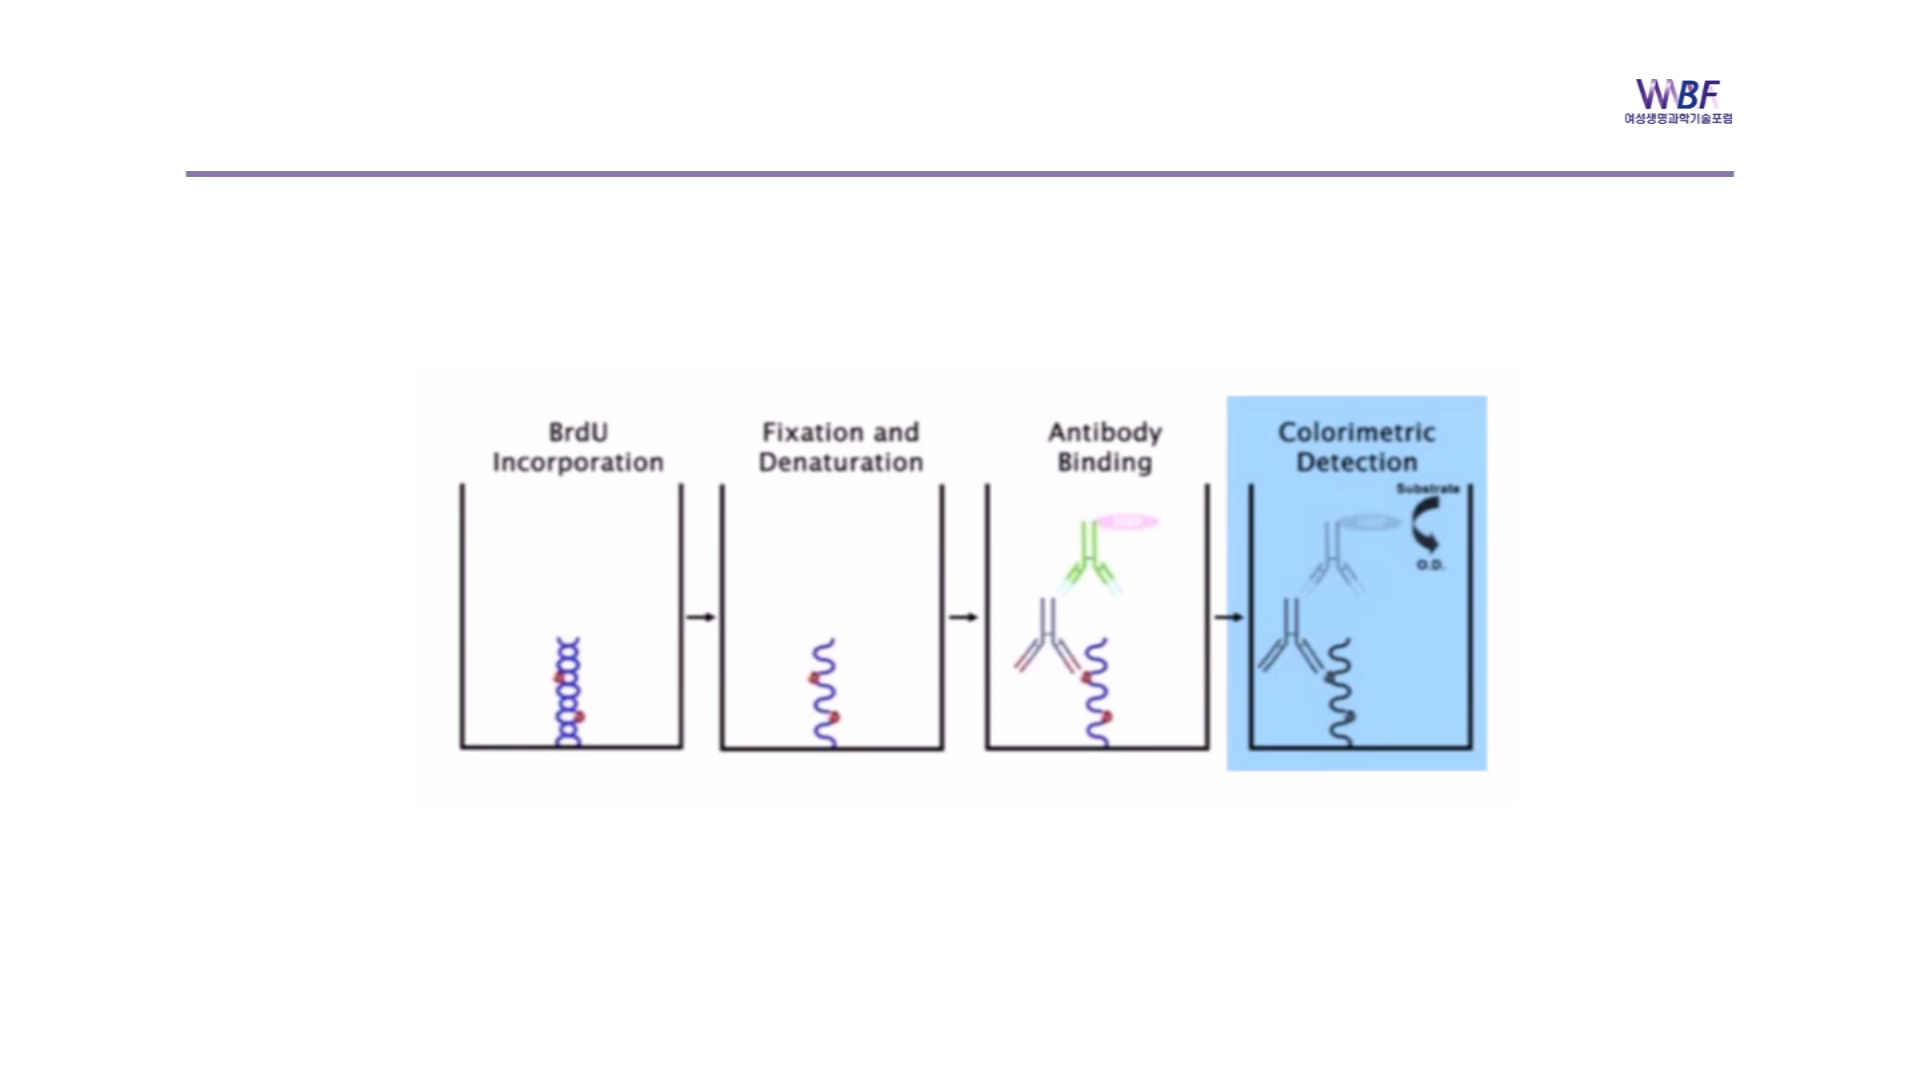 WBF
여성생명과학기술포럼
BrdU
Incorporation
Fixation and
Denaturation
Antibody
Binding
Colorimetric
Detection
Substrate
O.D.